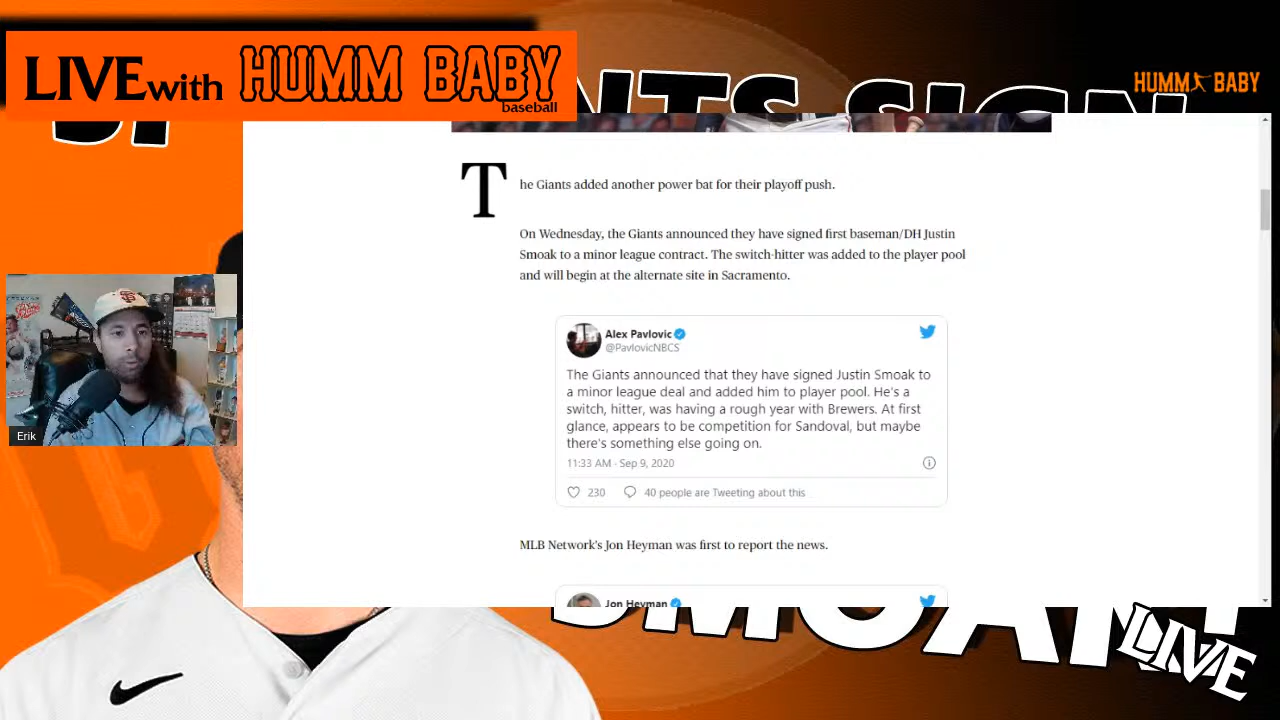 LIVE with HUMM BABY
baseball
HUMM BABY
SIGN
The Giants added another power bat for their playoff push.
On Wednesday, the Giants announced they have signed first baseman/DH Justin
Smoak to a minor league contract. The switch-hitter was added to the player pool
and will begin at the alternate site in Sacramento.
Alex Pavlovic
@PavlovicNBCS
The Giants announced that they have signed Justin Smoak to
a minor league deal and added him to player pool. He's a
switch, hitter, was having a rough year with Brewers. At first
glance, appears to be competition for Sandoval, but maybe
there's something else going on.
11:33 AM - Sep 9, 2020
230 40 people are Tweeting about this
MLB Network's Jon Heyman was first to report the news.
Jon Heyman
Erik
LIVE